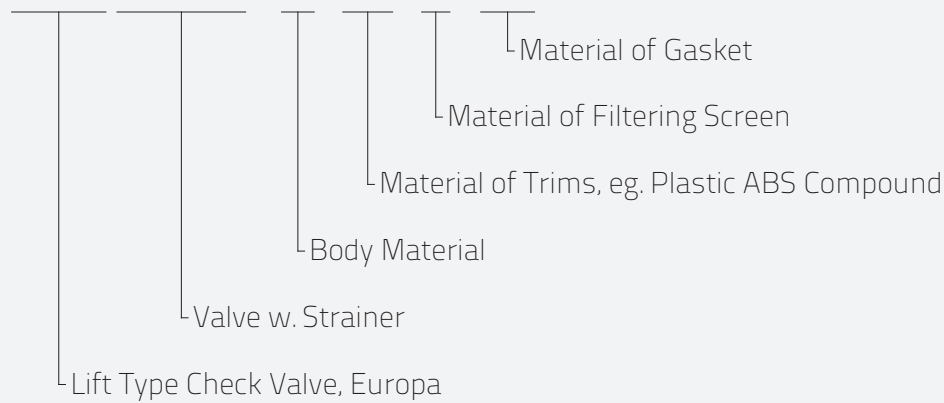 Material of Gasket
Material of Filtering Screen
Material of Trims, eg. Plastic ABS Compound
Body Material
Valve w. Strainer
Lift Type Check Valve, Europa